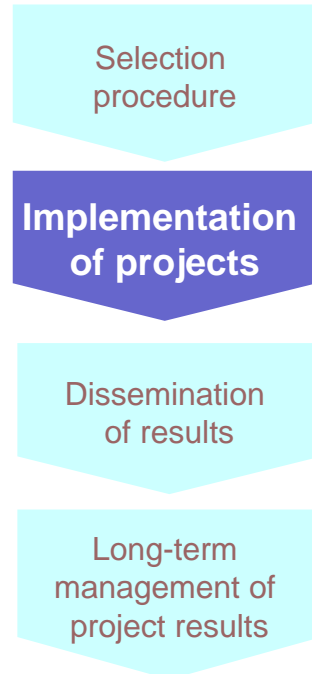 Selection
procedure
Implementation
of projects
Dissemination
of results
Long-term
management of
project results